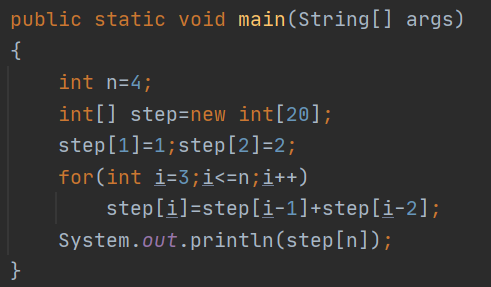 public static void main(String[] args)
{
    int n=4;
    int[] step=new int[20];
    step[1]=1;step[2]=2;
    for(int i=3;i<=n;i++)
        step[i]=step[i-1]+step[i-2];
    System.out.println(step[n]);
}